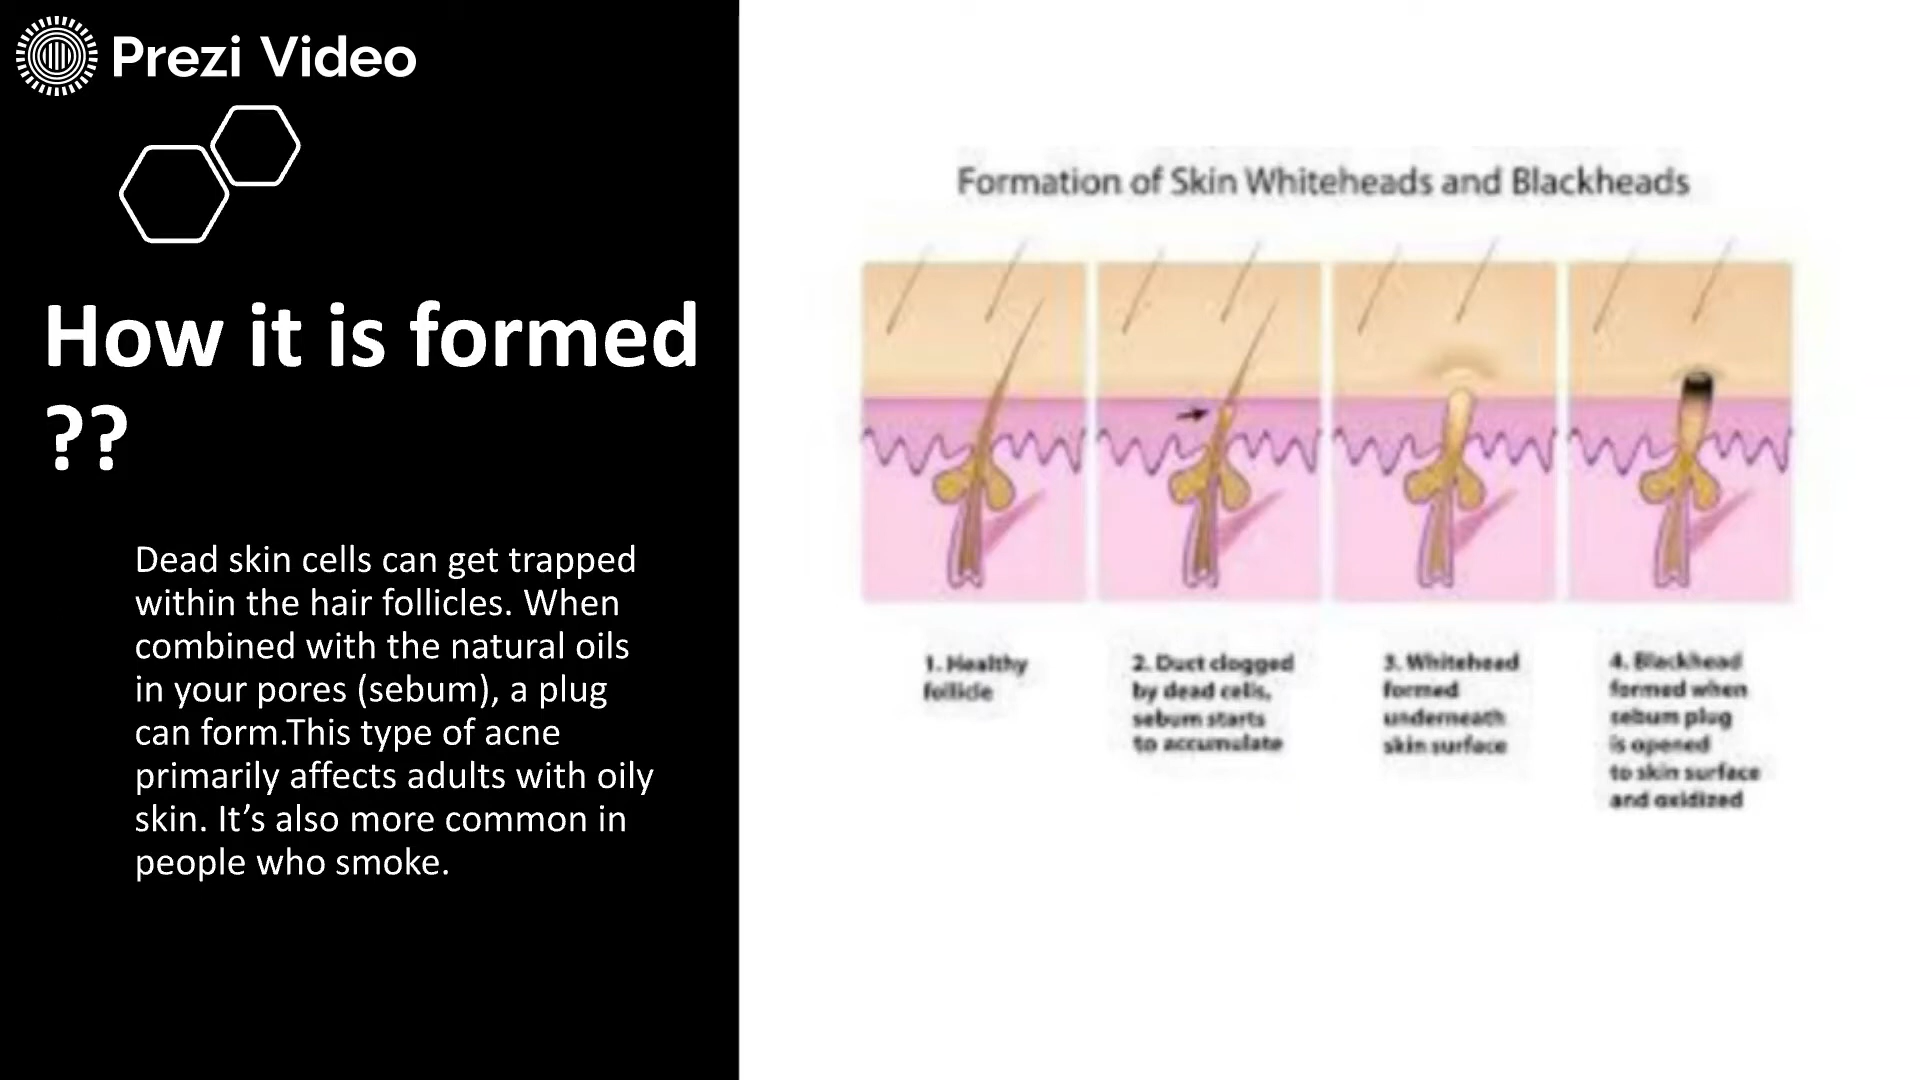 Prezi Video
How it is formed
??
Dead skin cells can get trapped
within the hair follicles. When
combined with the natural oils
in your pores (sebum), a plug
can form.This type of acne
primarily affects adults with oily
skin. It’s also more common in
people who smoke.
Formation of Skin Whiteheads and Blackheads
1. Healthy
follicle
2. Duct clogged
by dead cells,
sebum starts
to accumulate
3. Whitehead
formed
underneath
skin surface
4. Blackhead
formed when
sebum plug
is opened
to skin surface
and oxidized